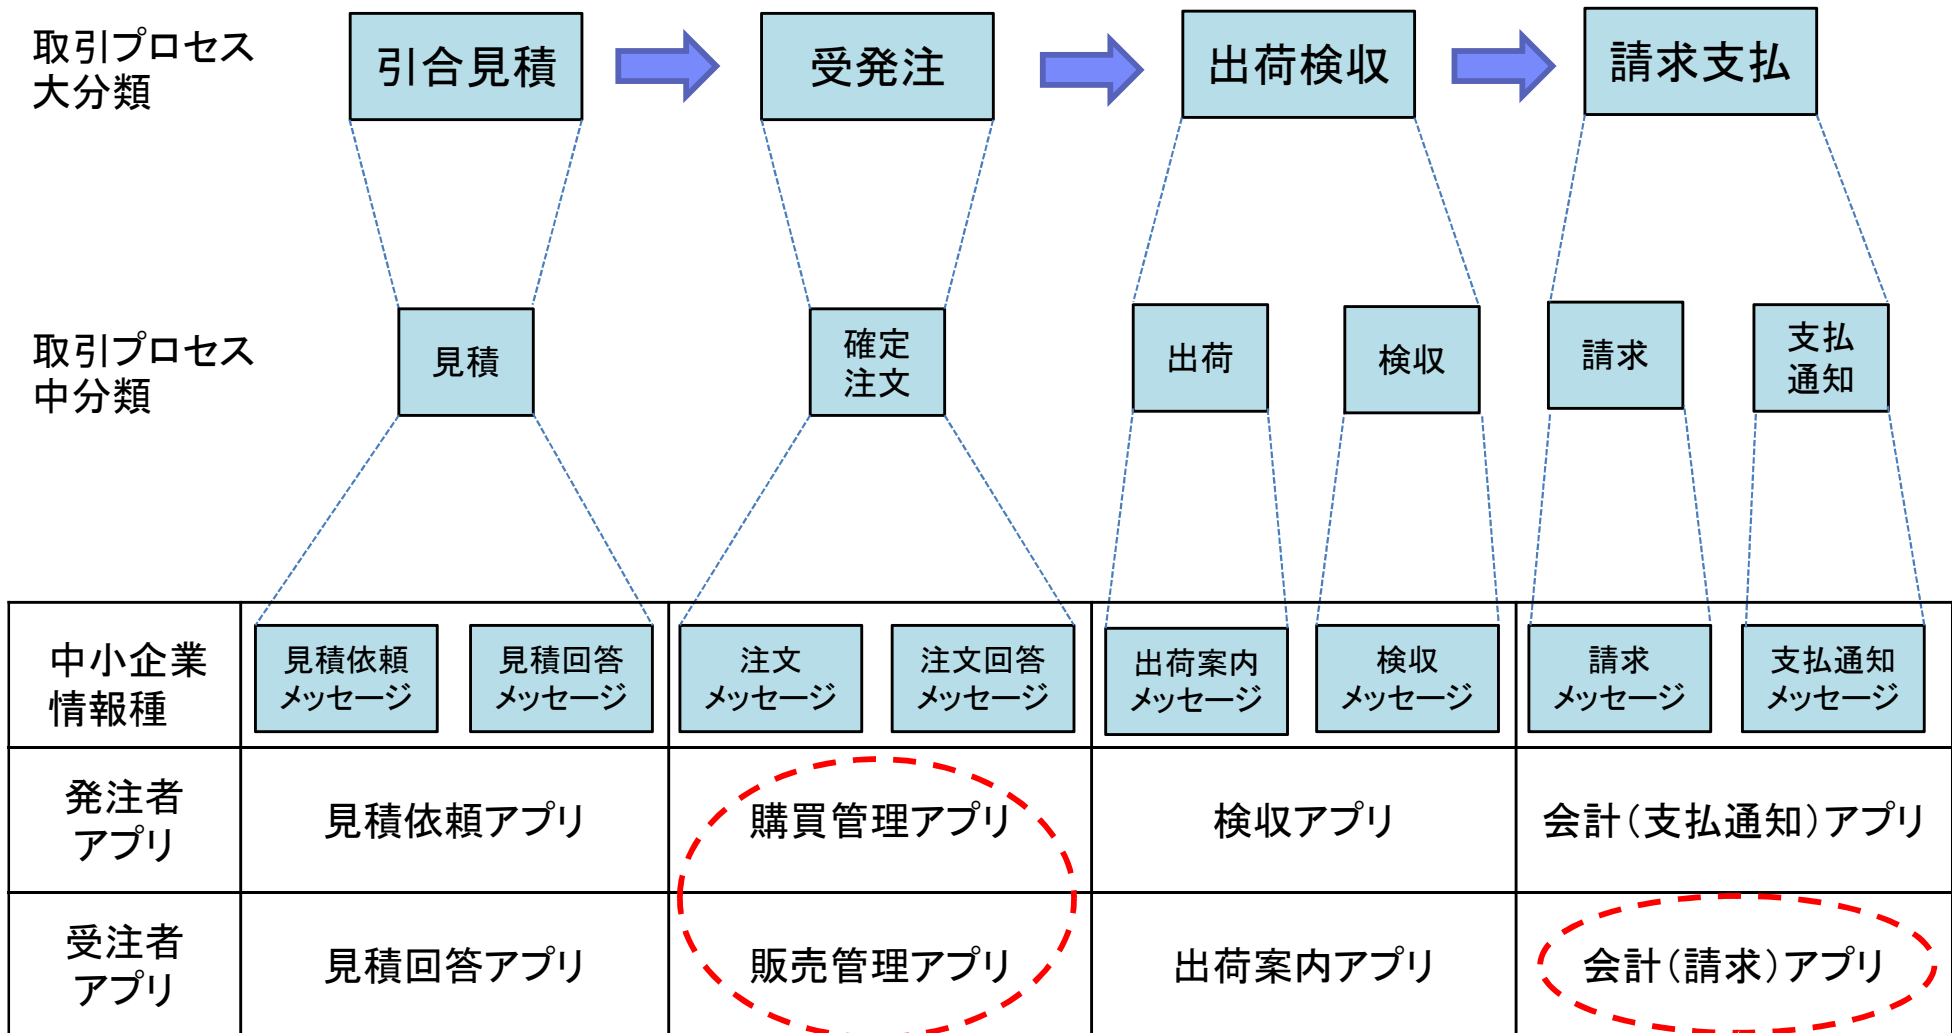 取引プロセス
大分類
引合見積
受発注
出荷検収
請求支払
取引プロセス
中分類
見積
確定
注文
出荷
検収
請求
支払
通知
中小企業
情報種
見積依頼
メッセージ
見積回答
メッセージ
注文
メッセージ
注文回答
メッセージ
出荷案内
メッセージ
検収
メッセージ
請求
メッセージ
支払通知
メッセージ
発注者
アプリ
見積依頼アプリ
購買管理アプリ
検収アプリ
会計(支払通知)アプリ
受注者
アプリ
見積回答アプリ
販売管理アプリ
出荷案内アプリ
会計(請求)アプリ